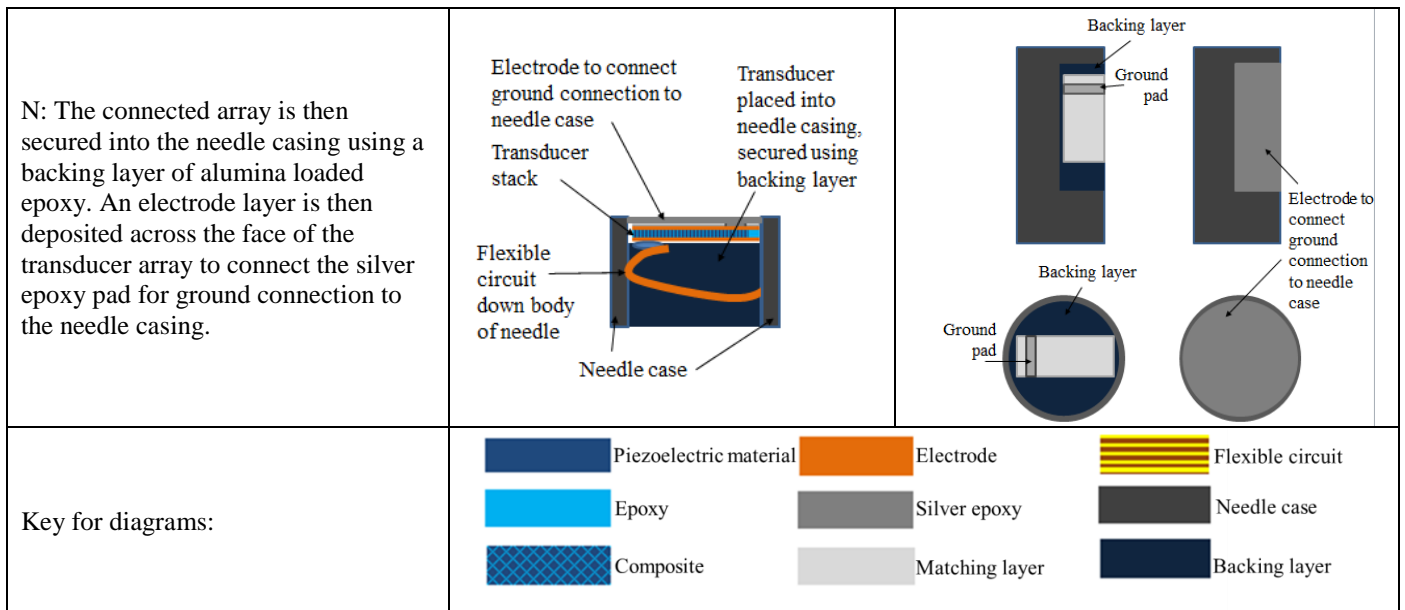 N: The connected array is then
secured into the needle casing using a
backing layer of alumina loaded
epoxy. An electrode layer is then
deposited across the face of the
transducer array to connect the silver
epoxy pad for ground connection to
the needle casing.
Electrode to connect
ground connection to
needle case
Transducer
stack
Flexible
circuit
down body
of needle
Transducer
placed into
needle casing,
secured using
backing layer
Needle case
Backing layer
Ground
pad
Electrode to
connect
ground
connection
to needle
case
Backing layer
Ground
pad
Key for diagrams:
Piezoelectric material
Electrode
Flexible circuit
Epoxy
Silver epoxy
Needle case
Composite
Matching layer
Backing layer